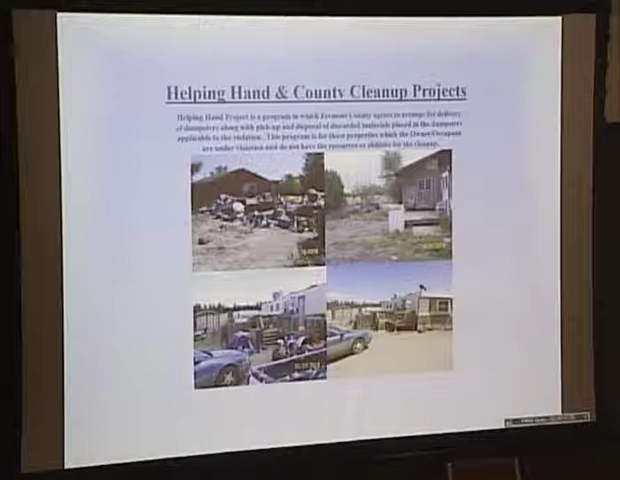 Helping Hand & County Cleanup Projects
Helping Hand Project is a program in which Fremont County agrees to arrange for delivery
of dumpsters along with pick-up and disposal of discarded materials placed in the dumpsters
applicable to the violation. This program is for those properties which the Owner/Occupant
are under violation and do not have the resources or abilities for the cleanup.